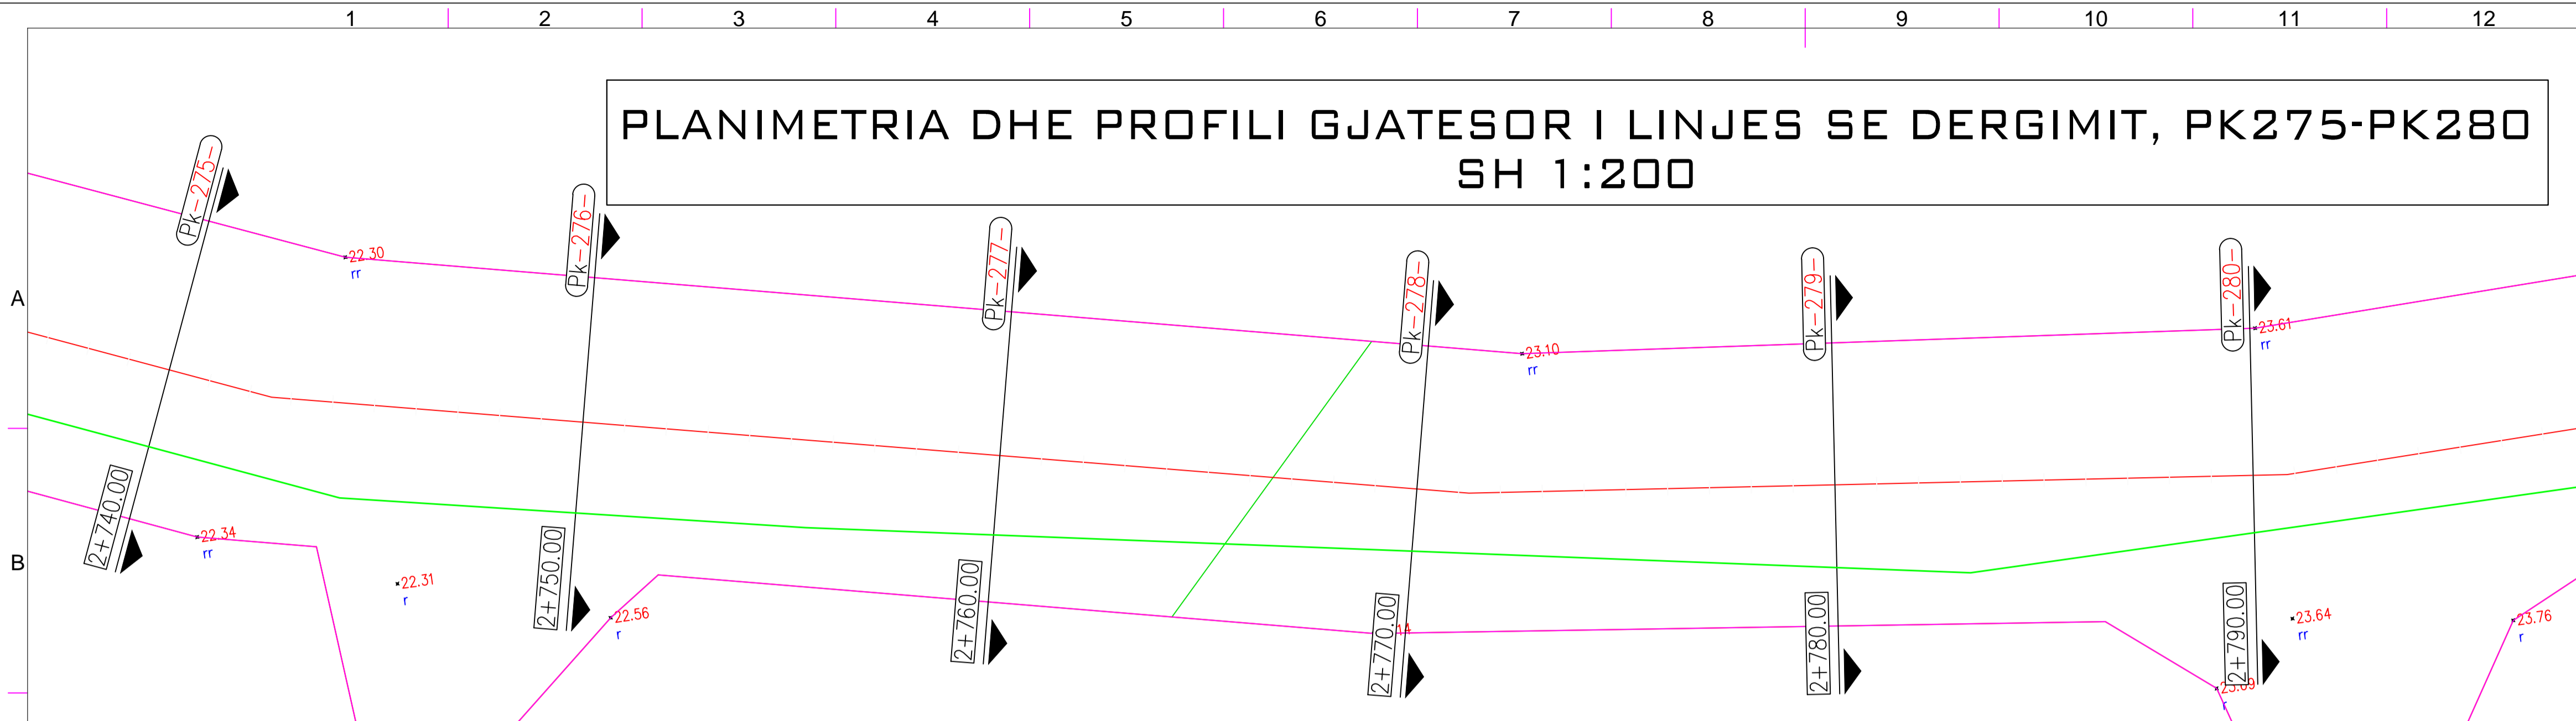 1 2 3 4 5 6 7 8 9 10 11 12
PLANIMETRIA DHE PROFILI GJATESOR I LINJES SE DERGIMIT, PK275-PK280
SH 1:200
Pk-275-
Pk-276-
Pk-277-
Pk-278-
Pk-279-
Pk-280-
22.30
rr
23.10
rr
23.61
rr
A
2+740.00
2+750.00
2+760.00
2+770.00
2+780.00
2+790.00
22.34
rr
B
22.31
r
22.56
r
14
23.64
rr
23.76
r
r